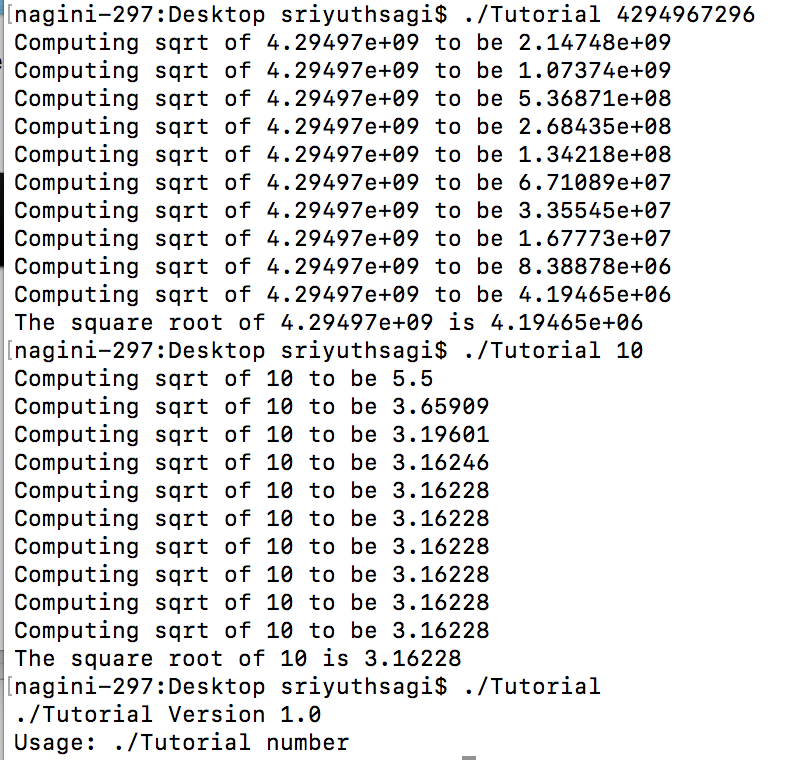 [nagini-297:Desktop sriyuthsagi$ ./Tutorial 4294967296
Computing sqrt of 4.29497e+09 to be 2.14748e+09
Computing sqrt of 4.29497e+09 to be 1.07374e+09
Computing sqrt of 4.29497e+09 to be 5.36871e+08
Computing sqrt of 4.29497e+09 to be 2.68435e+08
Computing sqrt of 4.29497e+09 to be 1.34218e+08
Computing sqrt of 4.29497e+09 to be 6.71089e+07
Computing sqrt of 4.29497e+09 to be 3.35545e+07
Computing sqrt of 4.29497e+09 to be 1.67773e+07
Computing sqrt of 4.29497e+09 to be 8.38878e+06
Computing sqrt of 4.29497e+09 to be 4.19465e+06
The square root of 4.29497e+09 is 4.19465e+06
[nagini-297:Desktop sriyuthsagi$ ./Tutorial 10
Computing sqrt of 10 to be 5.5
Computing sqrt of 10 to be 3.65909
Computing sqrt of 10 to be 3.19601
Computing sqrt of 10 to be 3.16246
Computing sqrt of 10 to be 3.16228
Computing sqrt of 10 to be 3.16228
Computing sqrt of 10 to be 3.16228
Computing sqrt of 10 to be 3.16228
Computing sqrt of 10 to be 3.16228
Computing sqrt of 10 to be 3.16228
The square root of 10 is 3.16228
[nagini-297:Desktop sriyuthsagi$ ./Tutorial
./Tutorial Version 1.0
Usage: ./Tutorial number